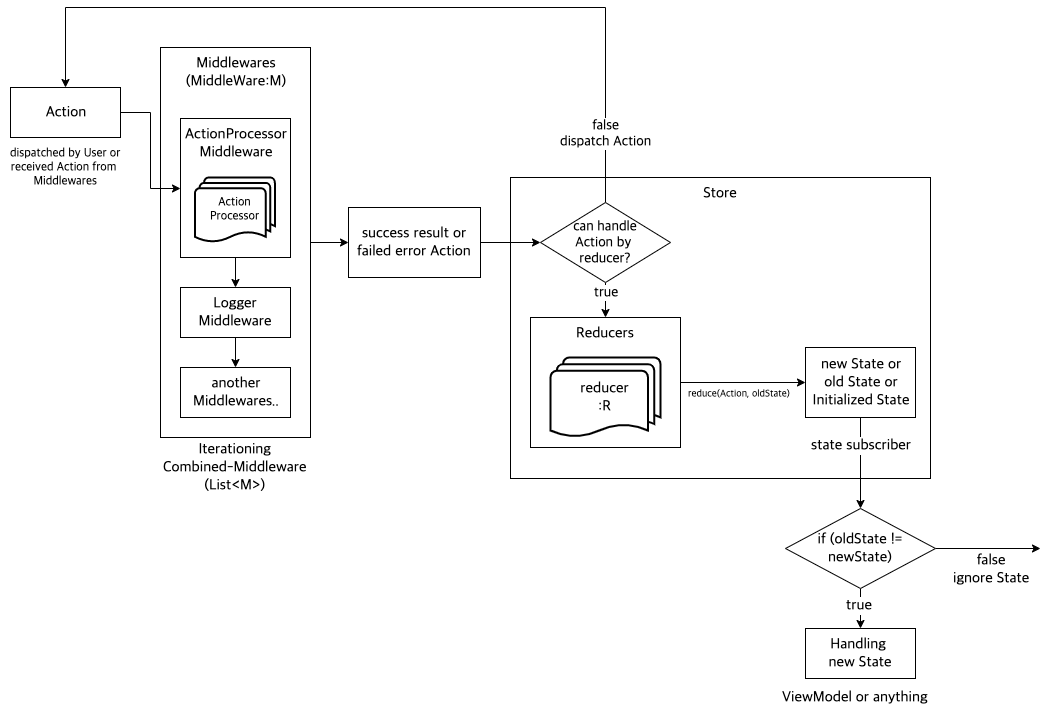 Action
dispatched by User or
received Action from
Middlewares
Middlewares
(MiddleWare:M)
ActionProcessor
Middleware
Action
Processor
Logger
Middleware
another
Middlewares..
Iterationing
Combined-Middleware
(List<M>)
success result or
failed error Action
false
dispatch Action
Store
can handle
Action by
reducer?
true
Reducers
reducer
:R
reduce(Action, oldState)
new State or
old State or
Initialized State
state subscriber
if (oldState !=
newState)
false
ignore State
true
Handling
new State
ViewModel or anything